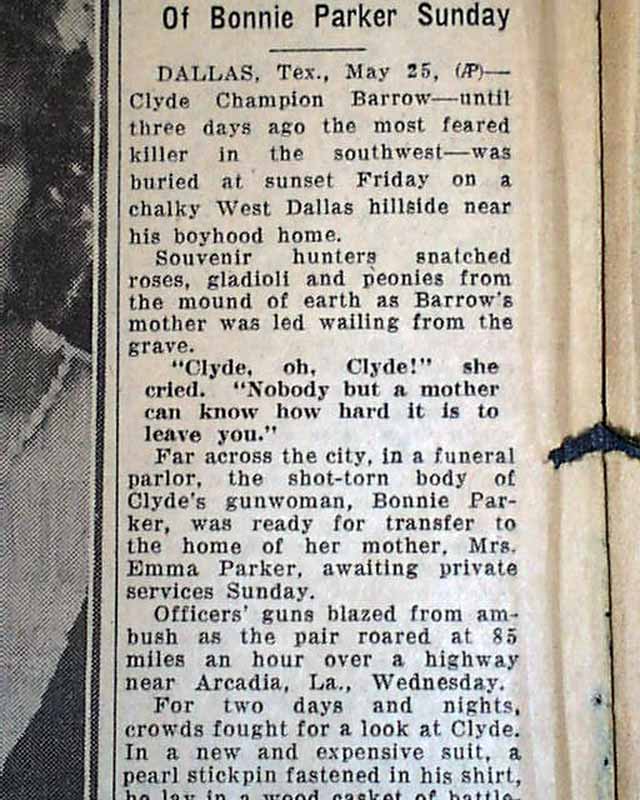 Of Bonnie Parker Sunday
DALLAS, Tex., May 25, (AP)—
Clyde Champion Barrow—until
three days ago the most feared
killer in the southwest—was
buried at sunset Friday on a
chalky West Dallas hillside near
his boyhood home.
Souvenir hunters snatched
roses, gladioli and peonies from
the mound of earth as Barrow's
mother was led wailing from the
grave.
"Clyde, oh, Clyde!" she
cried. "Nobody but a mother
can know how hard it is to
leave you."
Far across the city, in a funeral
parlor, the shot-torn body of
Clyde's gunwoman, Bonnie Par-
ker, was ready for transfer to
the home of her mother, Mrs.
Emma Parker, awaiting private
services Sunday.
Officers' guns blazed from am-
bush as the pair roared at 85
miles an hour over a highway
near Arcadia, La., Wednesday.
For two days and nights,
crowds fought for a look at Clyde.
In a new and expensive suit, a
pearl stickpin fastened in his shirt,
he lay in a wood casket of battle-